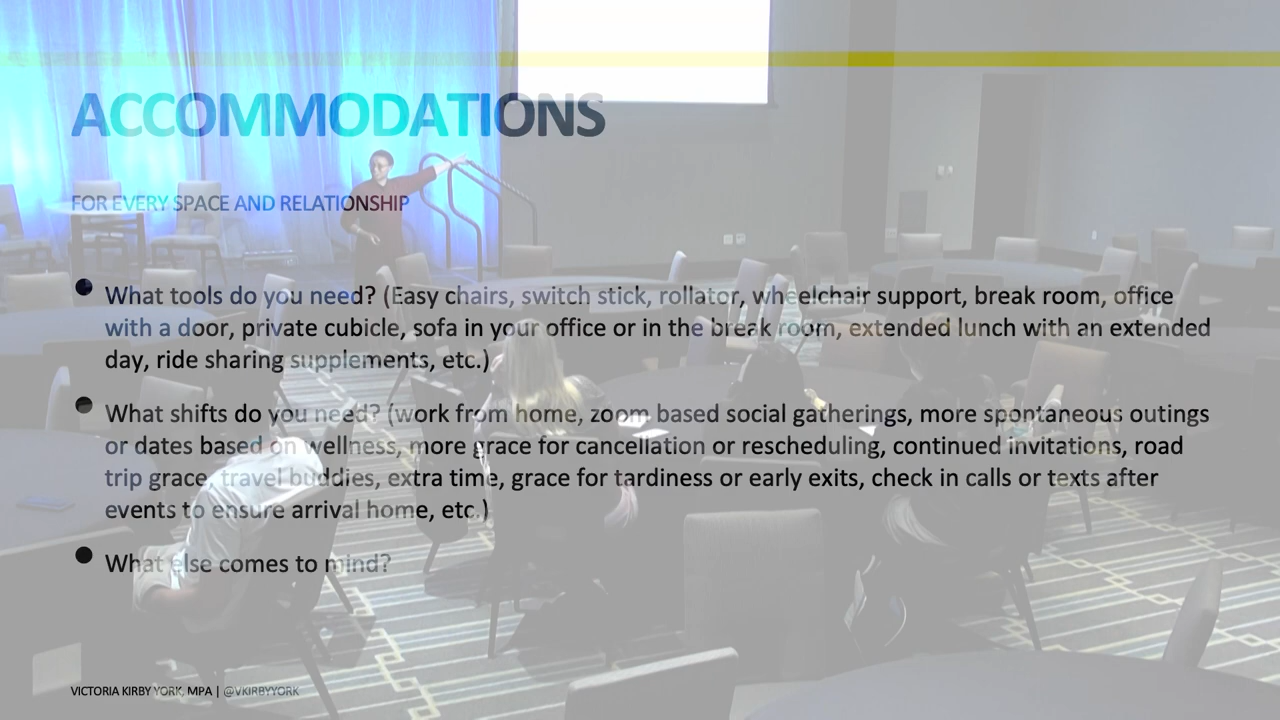 ACCOMMODATIONS
FOR EVERY SPACE AND RELATIONSHIP
What tools do you need? (Easy chairs, switch stick, rollator, wheelchair support, break room, office
with a door, private cubicle, sofa in your office or in the break room, extended lunch with an extended
day, ride sharing supplements, etc.)
What shifts do you need? (work from home, zoom based social gatherings, more spontaneous outings
or dates based on wellness, more grace for cancellation or rescheduling, continued invitations, road
trip grace, travel buddies, extra time, grace for tardiness or early exits, check in calls or texts after
events to ensure arrival home, etc.)
What else comes to mind?
VICTORIA KIRBY YORK, MPA | @VKIRBYYORK